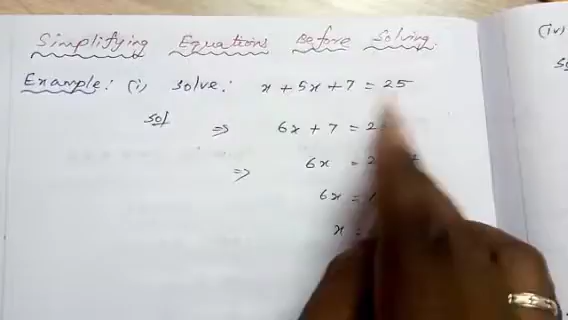 Simplifying Equations Before Solving.
(iv)
Example: (i) Solve: x + 5x + 7 = 25
Sol ⇒ 6x + 7 = 2
⇒ 6x = 2
6x =
x =